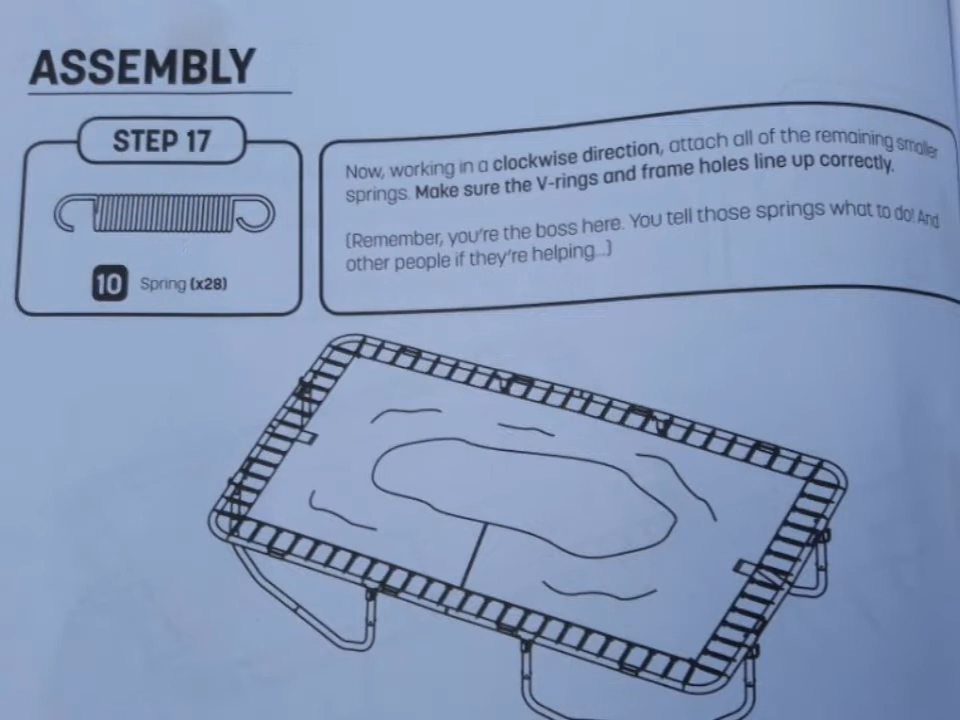 ASSEMBLY
STEP 17
10 Spring (x28)
Now, working in a clockwise direction, attach all of the remaining smaller
springs. Make sure the V-rings and frame holes line up correctly.
(Remember, you're the boss here. You tell those springs what to do! And
other people if they're helping...)